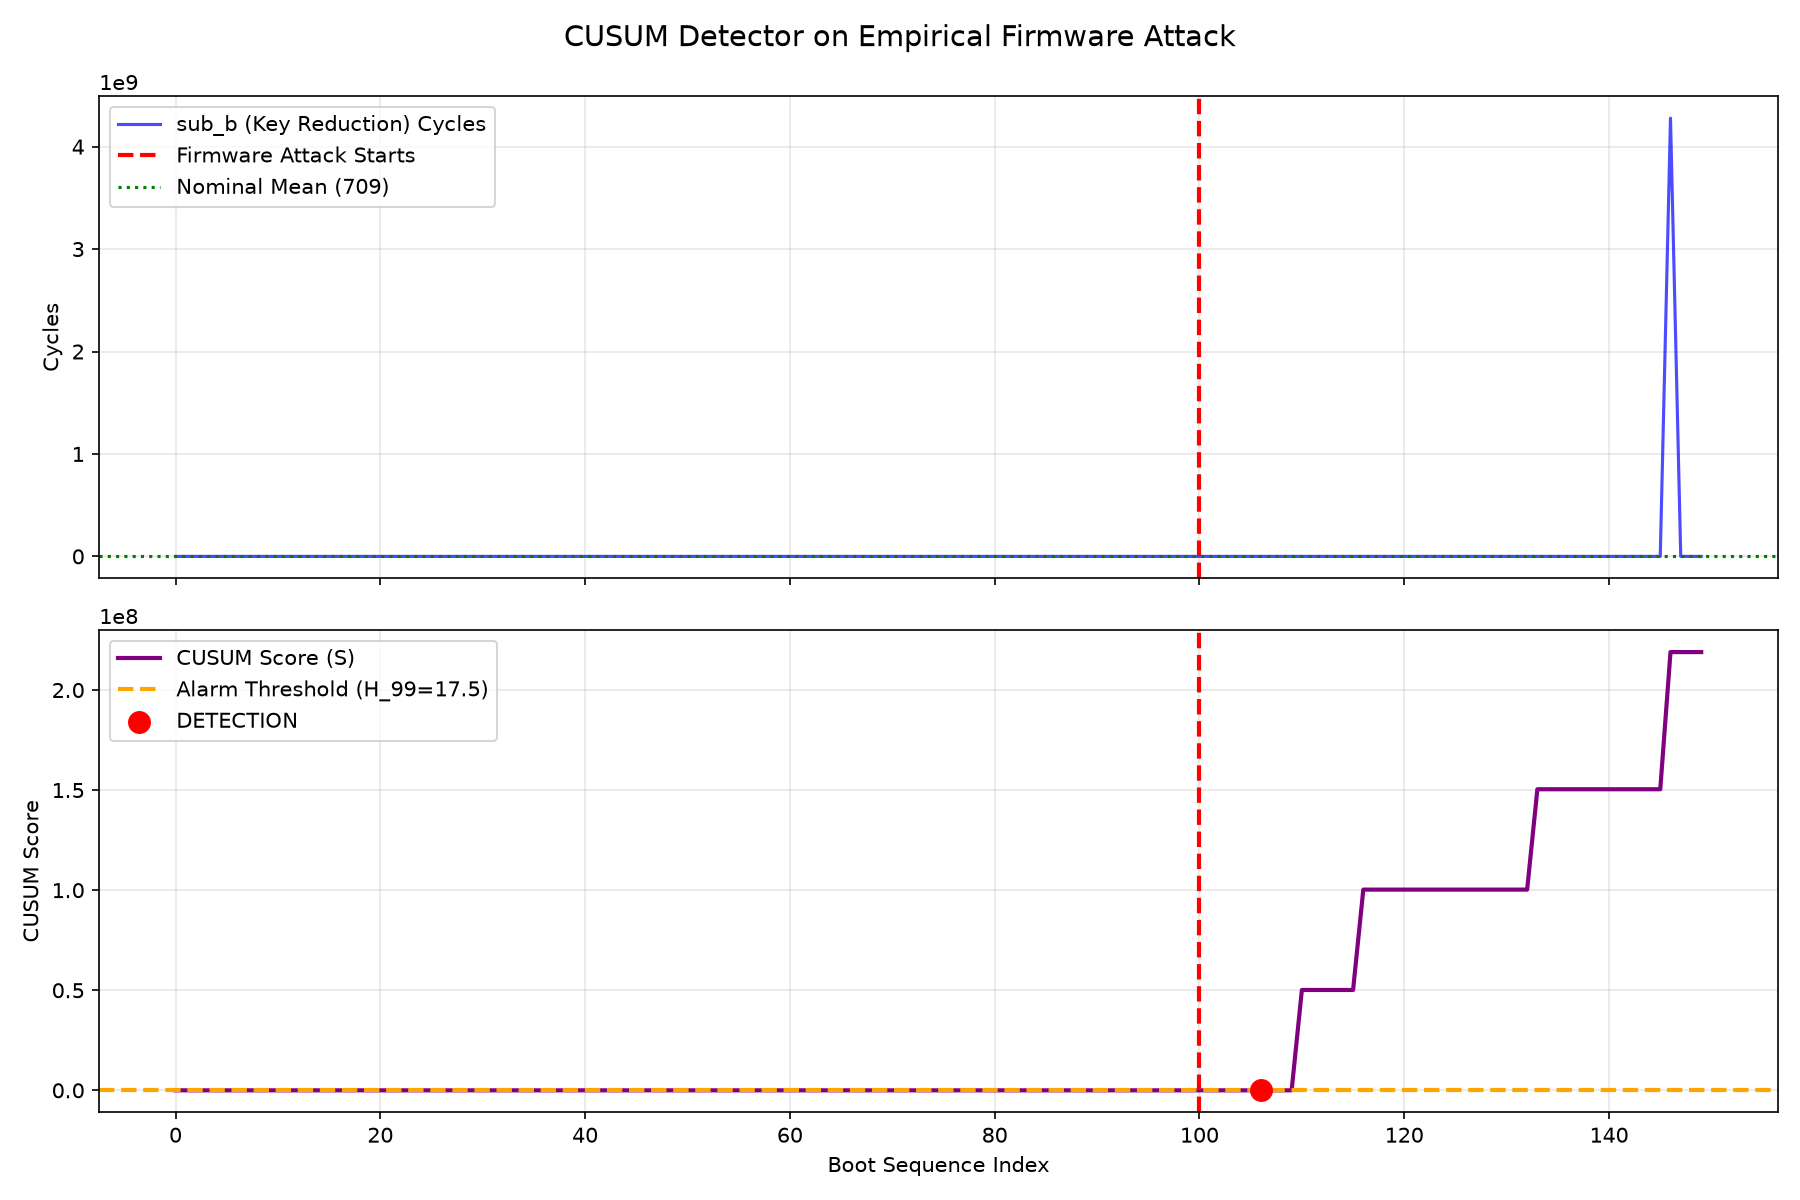 CUSUM Detector on Empirical Firmware Attack
1e9
sub_b (Key Reduction) Cycles
Firmware Attack Starts
Nominal Mean (709)
4
3
2
1
0
Cycles
1e8
CUSUM Score (S)
Alarm Threshold (H_99=17.5)
DETECTION
2.0
1.5
1.0
0.5
0.0
CUSUM Score
0 20 40 60 80 100 120 140
Boot Sequence Index